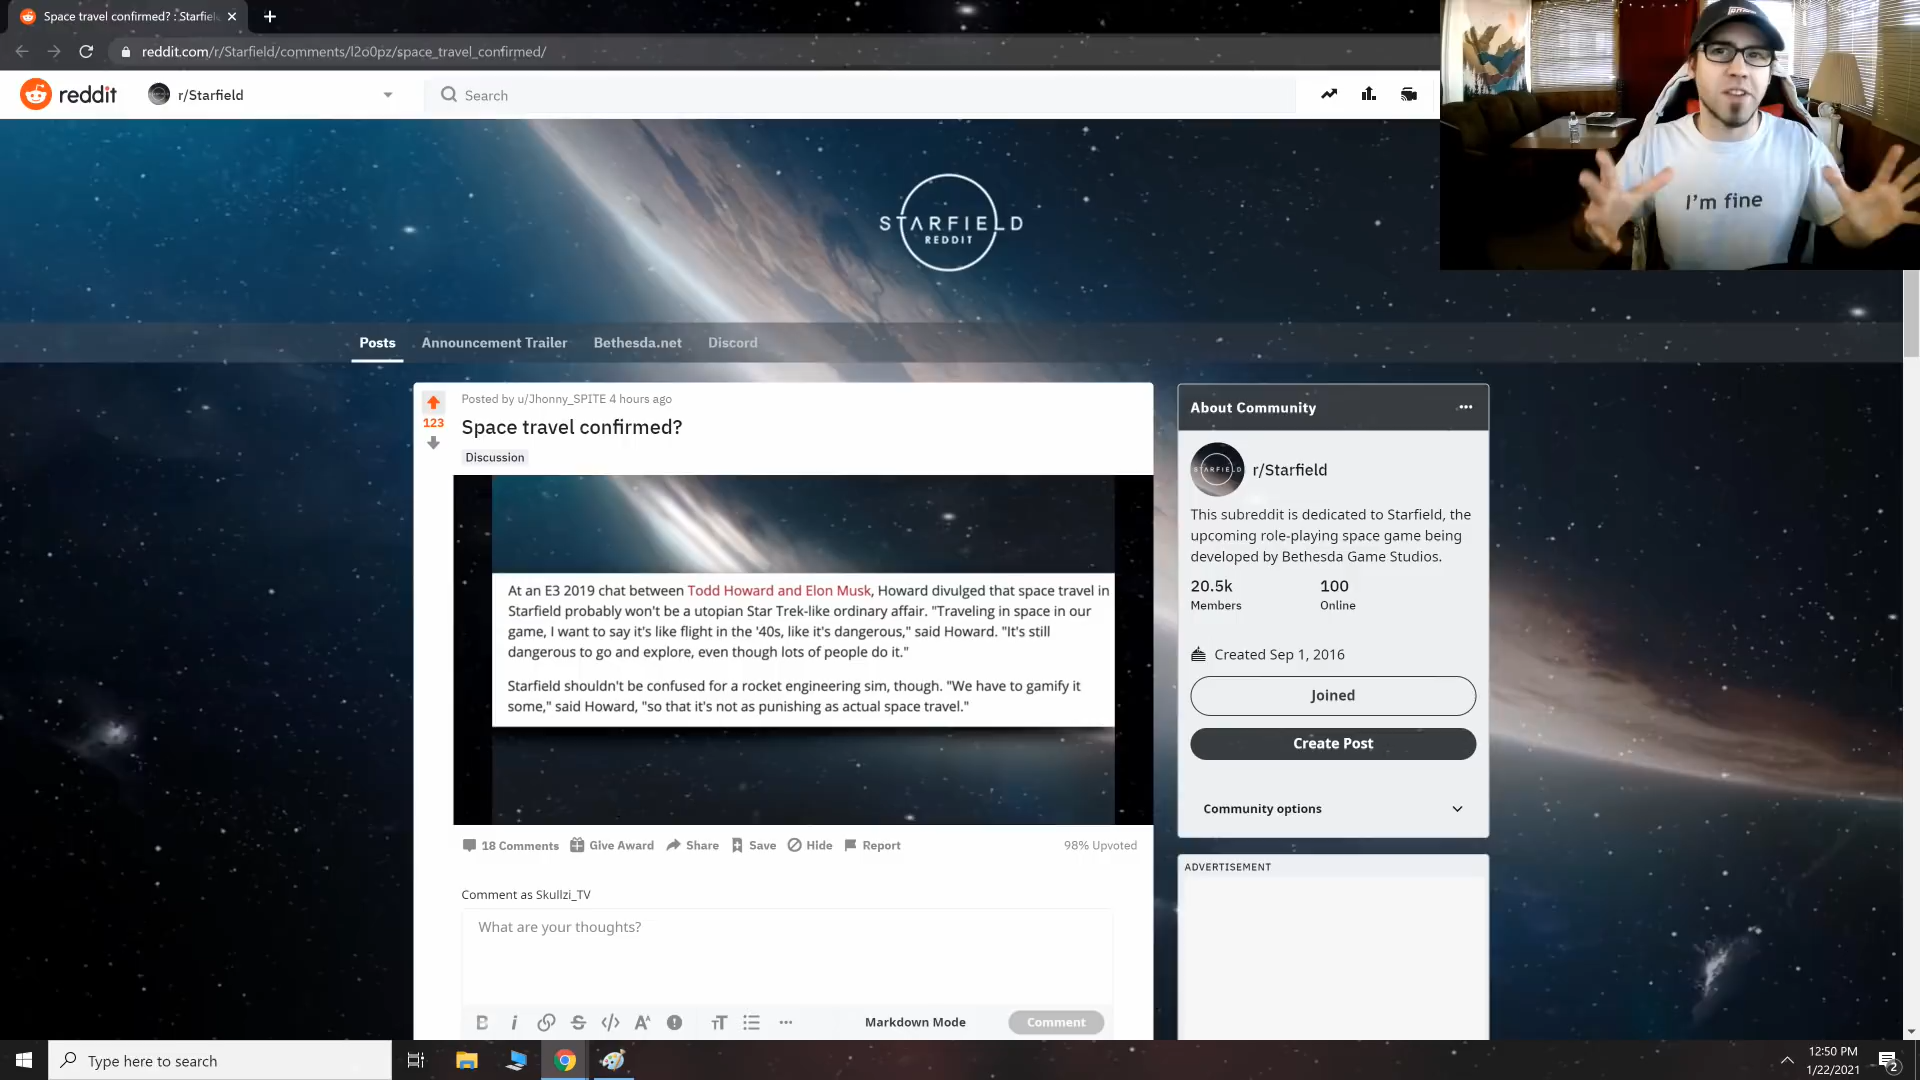 Space travel confirmed? : Starfiel
reddit.com/r/Starfield/comments/l2o0pz/space_travel_confirmed/
reddit
r/Starfield
Search
I'm fine
STARFIELD
REDDIT
Posts
Announcement Trailer
Bethesda.net
Discord
Posted by u/Jhonny_SPITE 4 hours ago
123
Space travel confirmed?
Discussion
At an E3 2019 chat between Todd Howard and Elon Musk, Howard divulged that space travel in
Starfield probably won't be a utopian Star Trek-like ordinary affair. "Traveling in space in our
game, I want to say it's like flight in the '40s, like it's dangerous," said Howard. "It's still
dangerous to go and explore, even though lots of people do it."
Starfield shouldn't be confused for a rocket engineering sim, though. "We have to gamify it
some," said Howard, "so that it's not as punishing as actual space travel."
18 Comments
Give Award
Share
Save
Hide
Report
98% Upvoted
Comment as Skullzi_TV
What are your thoughts?
Markdown Mode
Comment
About Community
STARFIELD
r/Starfield
This subreddit is dedicated to Starfield, the
upcoming role-playing space game being
developed by Bethesda Game Studios.
20.5k
Members
100
Online
Created Sep 1, 2016
Joined
Create Post
Community options
ADVERTISEMENT
Type here to search
12:50 PM
1/22/2021
2